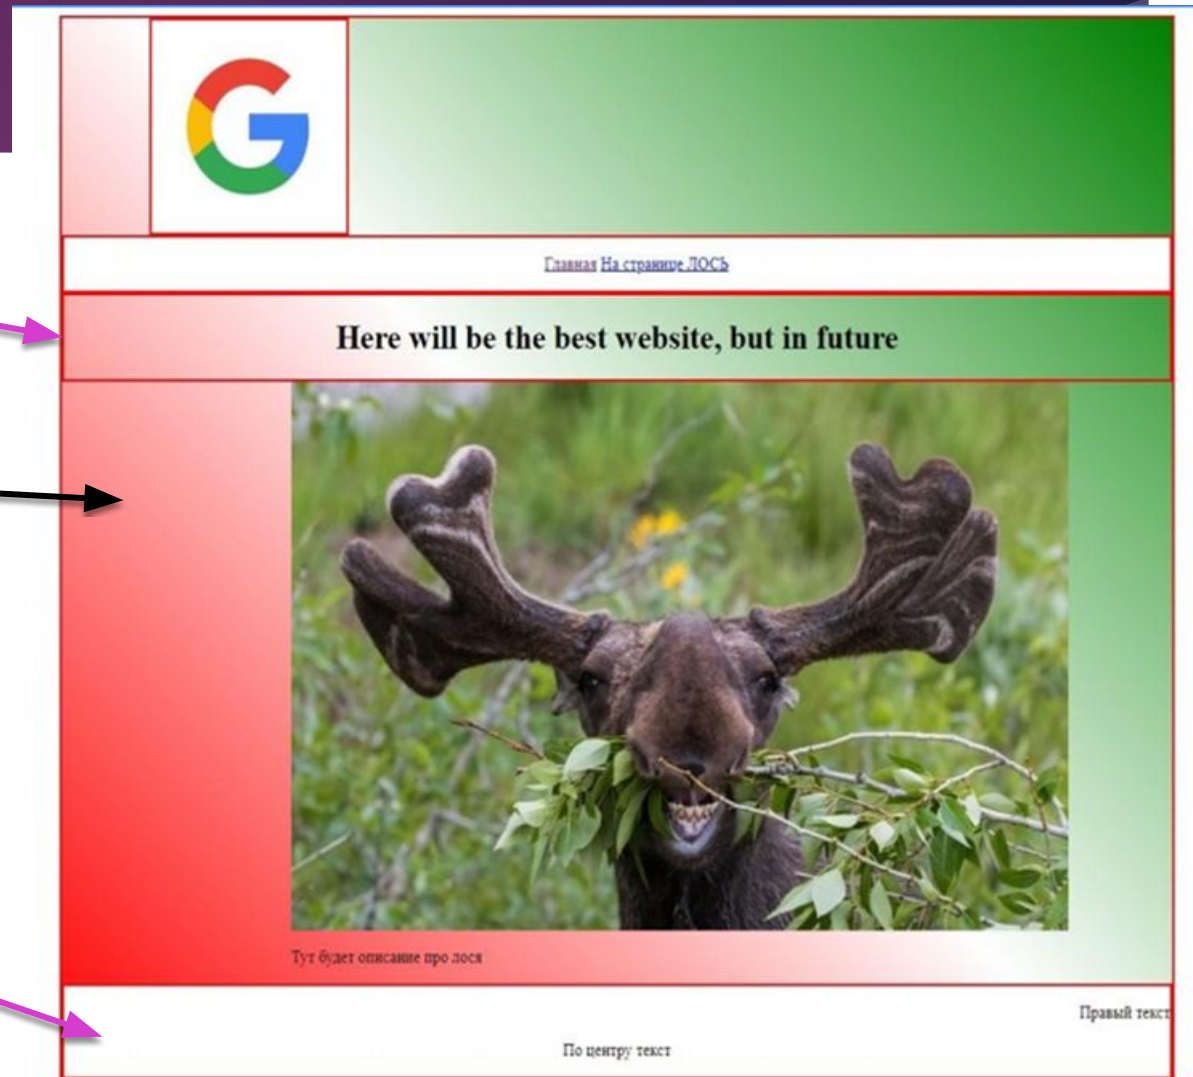 G
Главная На странице ЛОСЬ
Here will be the best website, but in future
Тут будет описание про лося
Правый текст
По центру текст